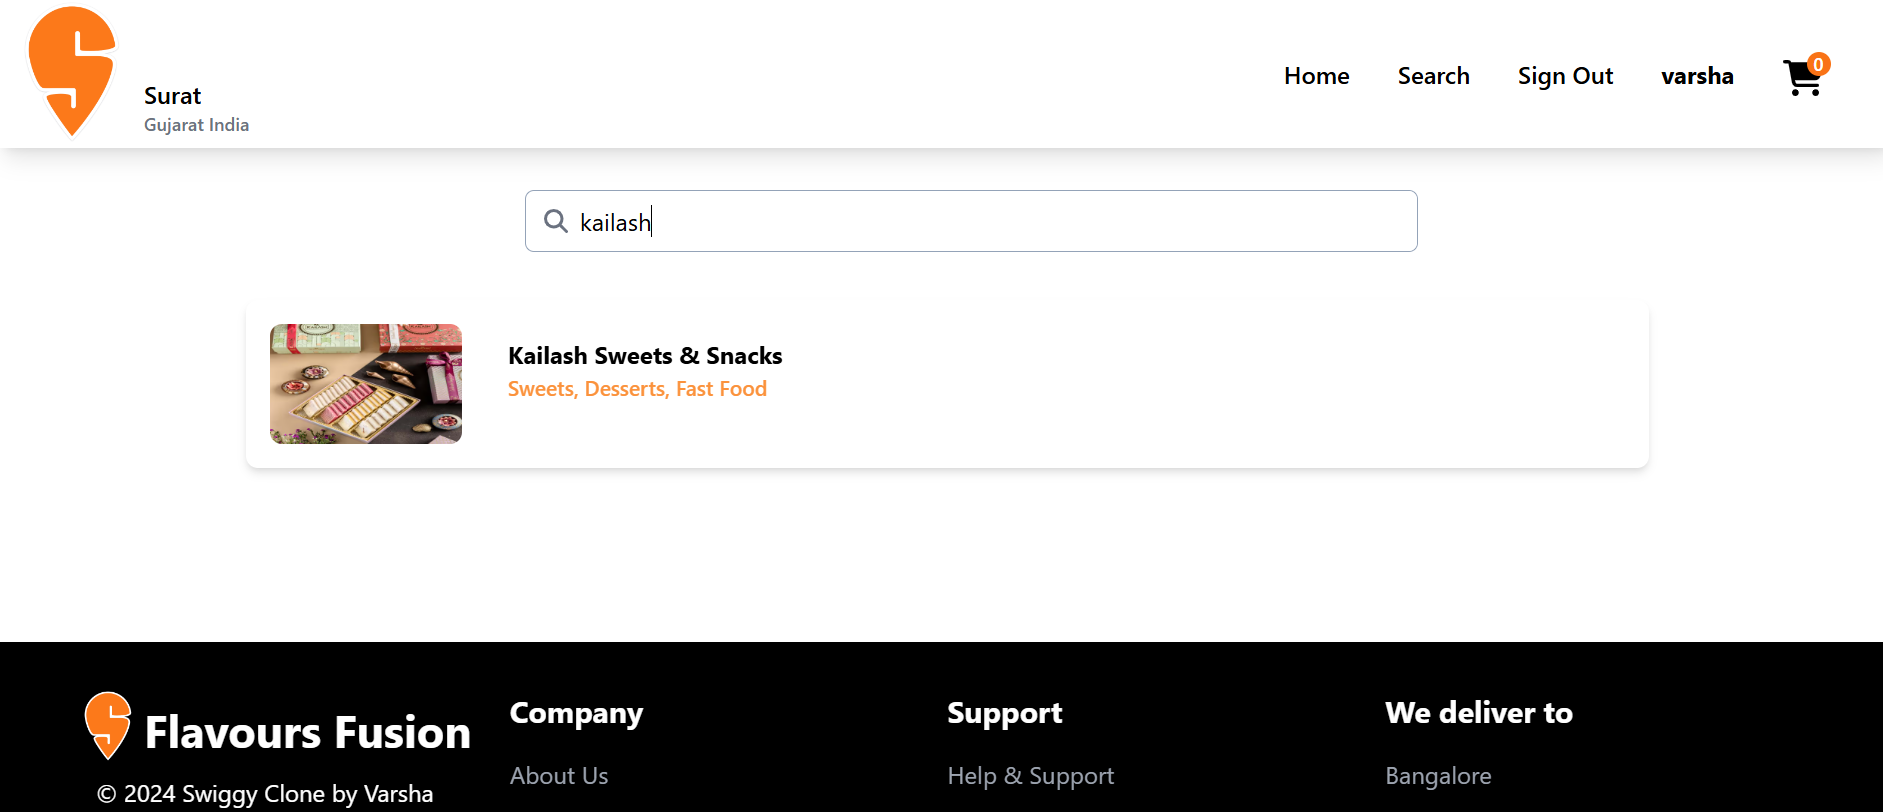 Surat
Gujarat India
Home
Search
Sign Out
varsha
0
kailash
Kailash Sweets & Snacks
Sweets, Desserts, Fast Food
Flavours Fusion
© 2024 Swiggy Clone by Varsha
Company
About Us
Support
Help & Support
We deliver to
Bangalore